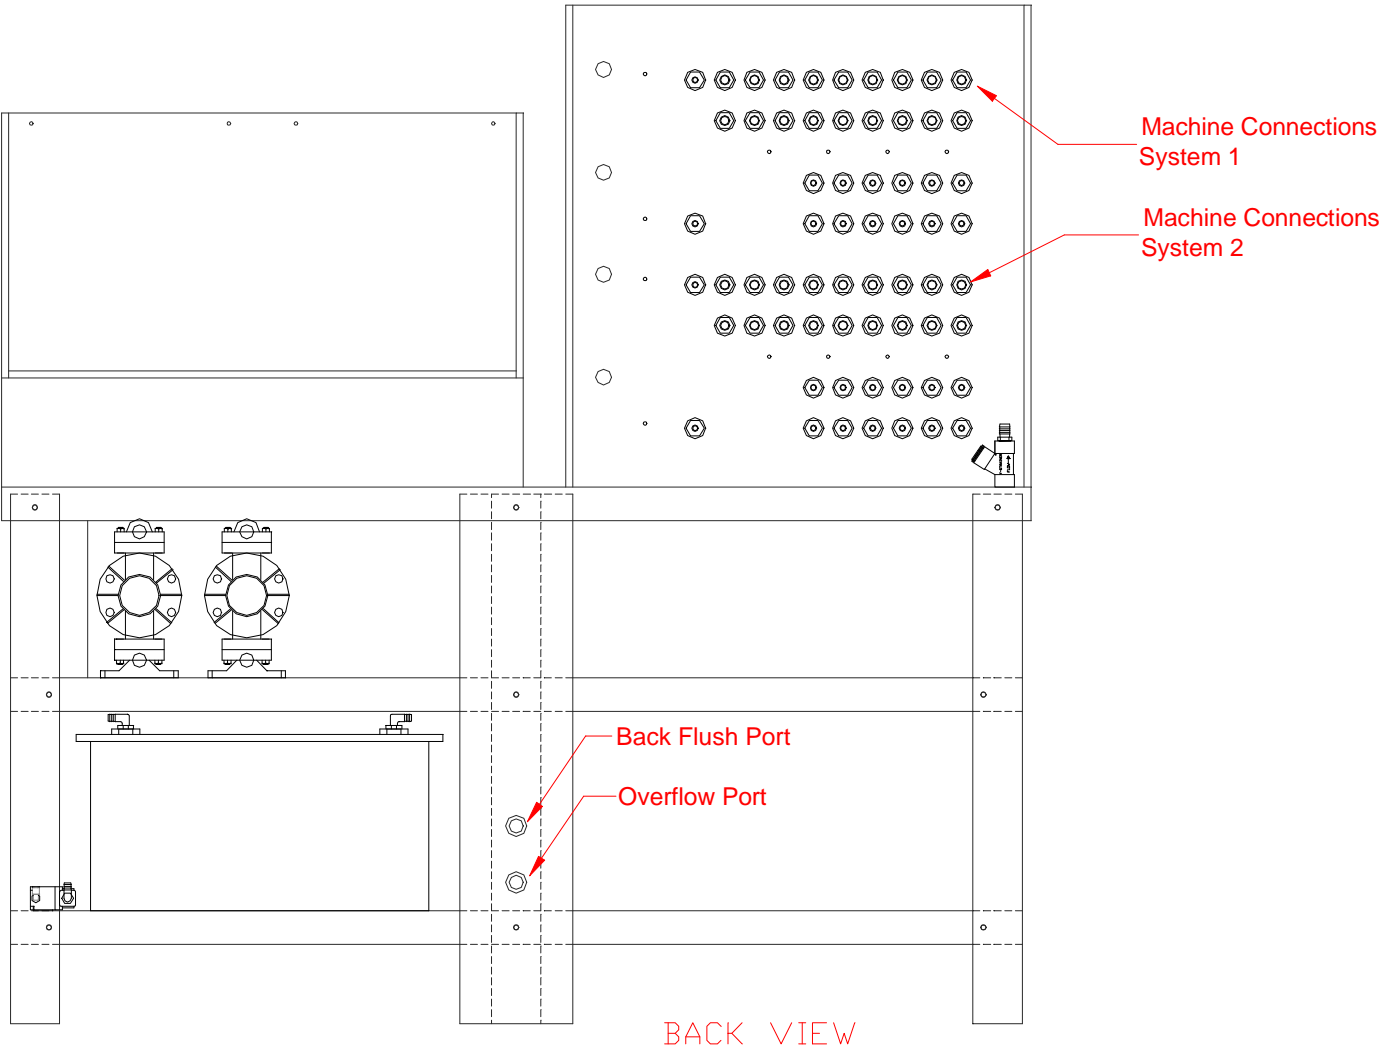 Machine Connections
System 1
Machine Connections
System 2
Back Flush Port
Overflow Port
BACK VIEW